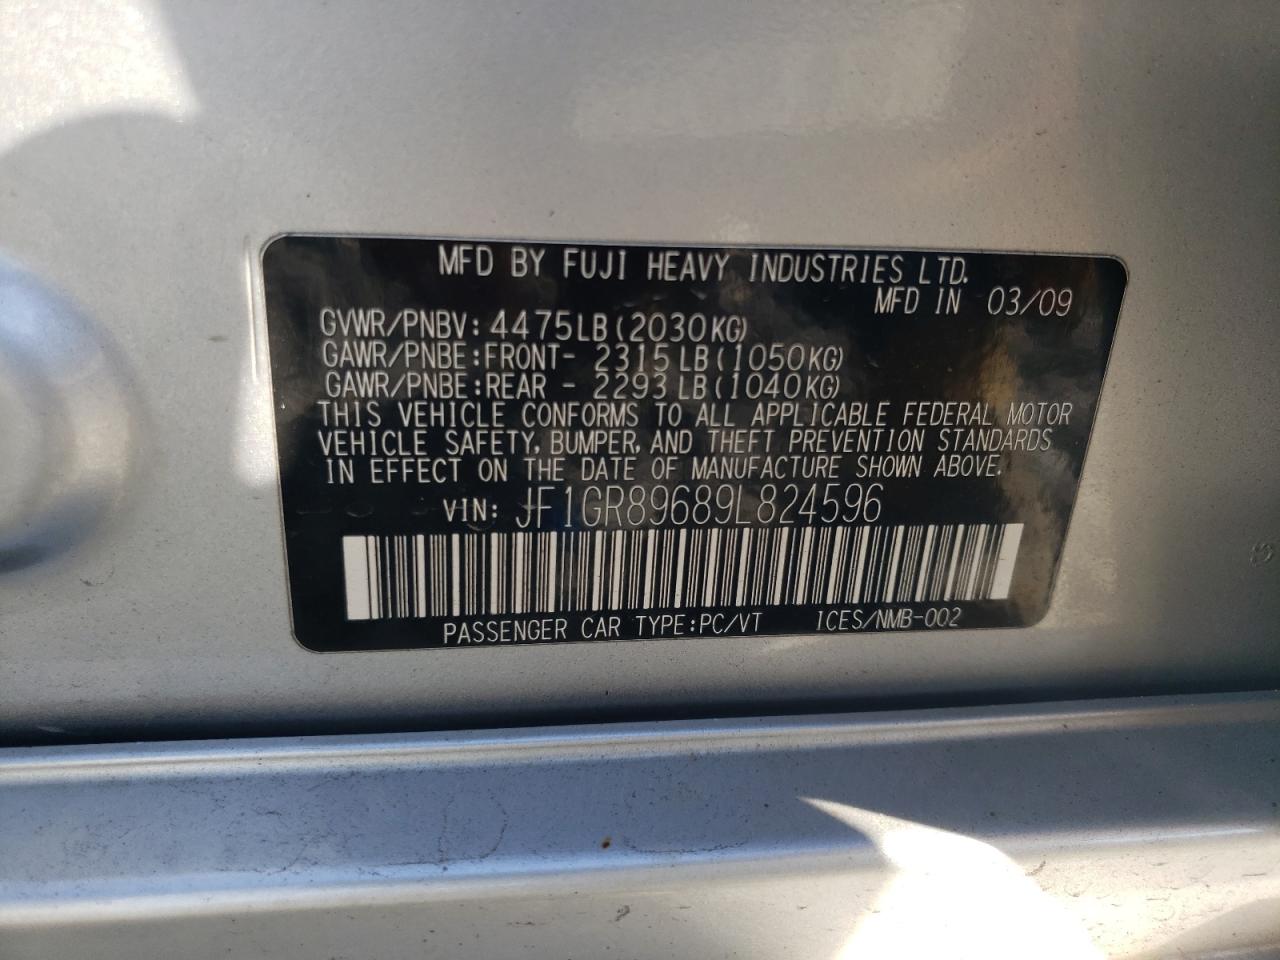 MFD BY FUJI HEAVY INDUSTRIES LTD.
MFD IN 03/09
GVWR/PNBV: 4475LB(2030KG)
GAWR/PNBE:FRONT- 2315LB(1050KG)
GAWR/PNBE:REAR - 2293LB(1040KG)
THIS VEHICLE CONFORMS TO ALL APPLICABLE FEDERAL MOTOR
VEHICLE SAFETY, BUMPER, AND THEFT PREVENTION STANDARDS
IN EFFECT ON THE DATE OF MANUFACTURE SHOWN ABOVE.
VIN: JF1GR89689L824596
PASSENGER CAR TYPE:PC/VT ICES/NMB-002